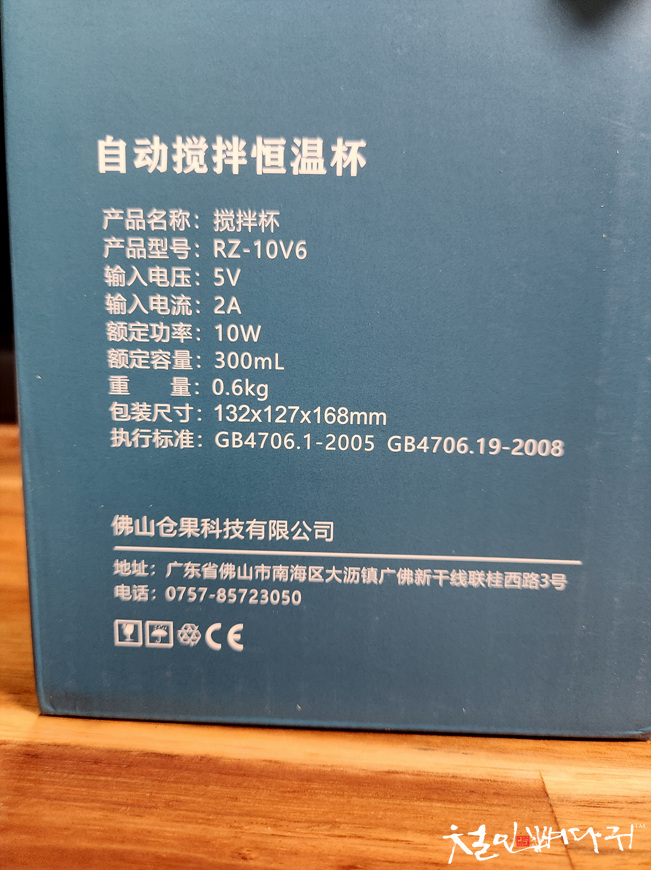 自动搅拌恒温杯
产品名称：搅拌杯
产品型号：RZ-10V6
输入电压：5V
输入电流：2A
额定功率：10W
额定容量：300mL
重 量：0.6kg
包装尺寸：132x127x168mm
执行标准：GB4706.1-2005 GB4706.19-2008
佛山仓果科技有限公司
地址：广东省佛山市南海区大沥镇广佛新干线联桂西路3号
电话：0757-85723050
CE